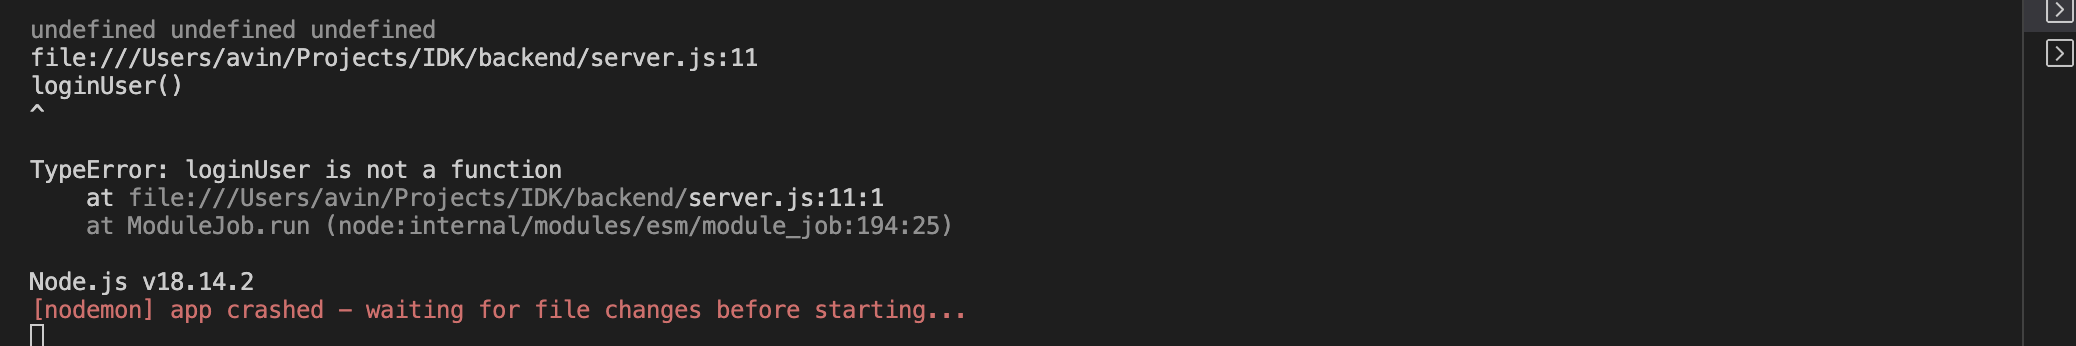 undefined undefined undefined
file:///Users/avin/Projects/IDK/backend/server.js:11
loginUser()
^
TypeError: loginUser is not a function
    at file:///Users/avin/Projects/IDK/backend/server.js:11:1
    at ModuleJob.run (node:internal/modules/esm/module_job:194:25)
Node.js v18.14.2
[nodemon] app crashed - waiting for file changes before starting...